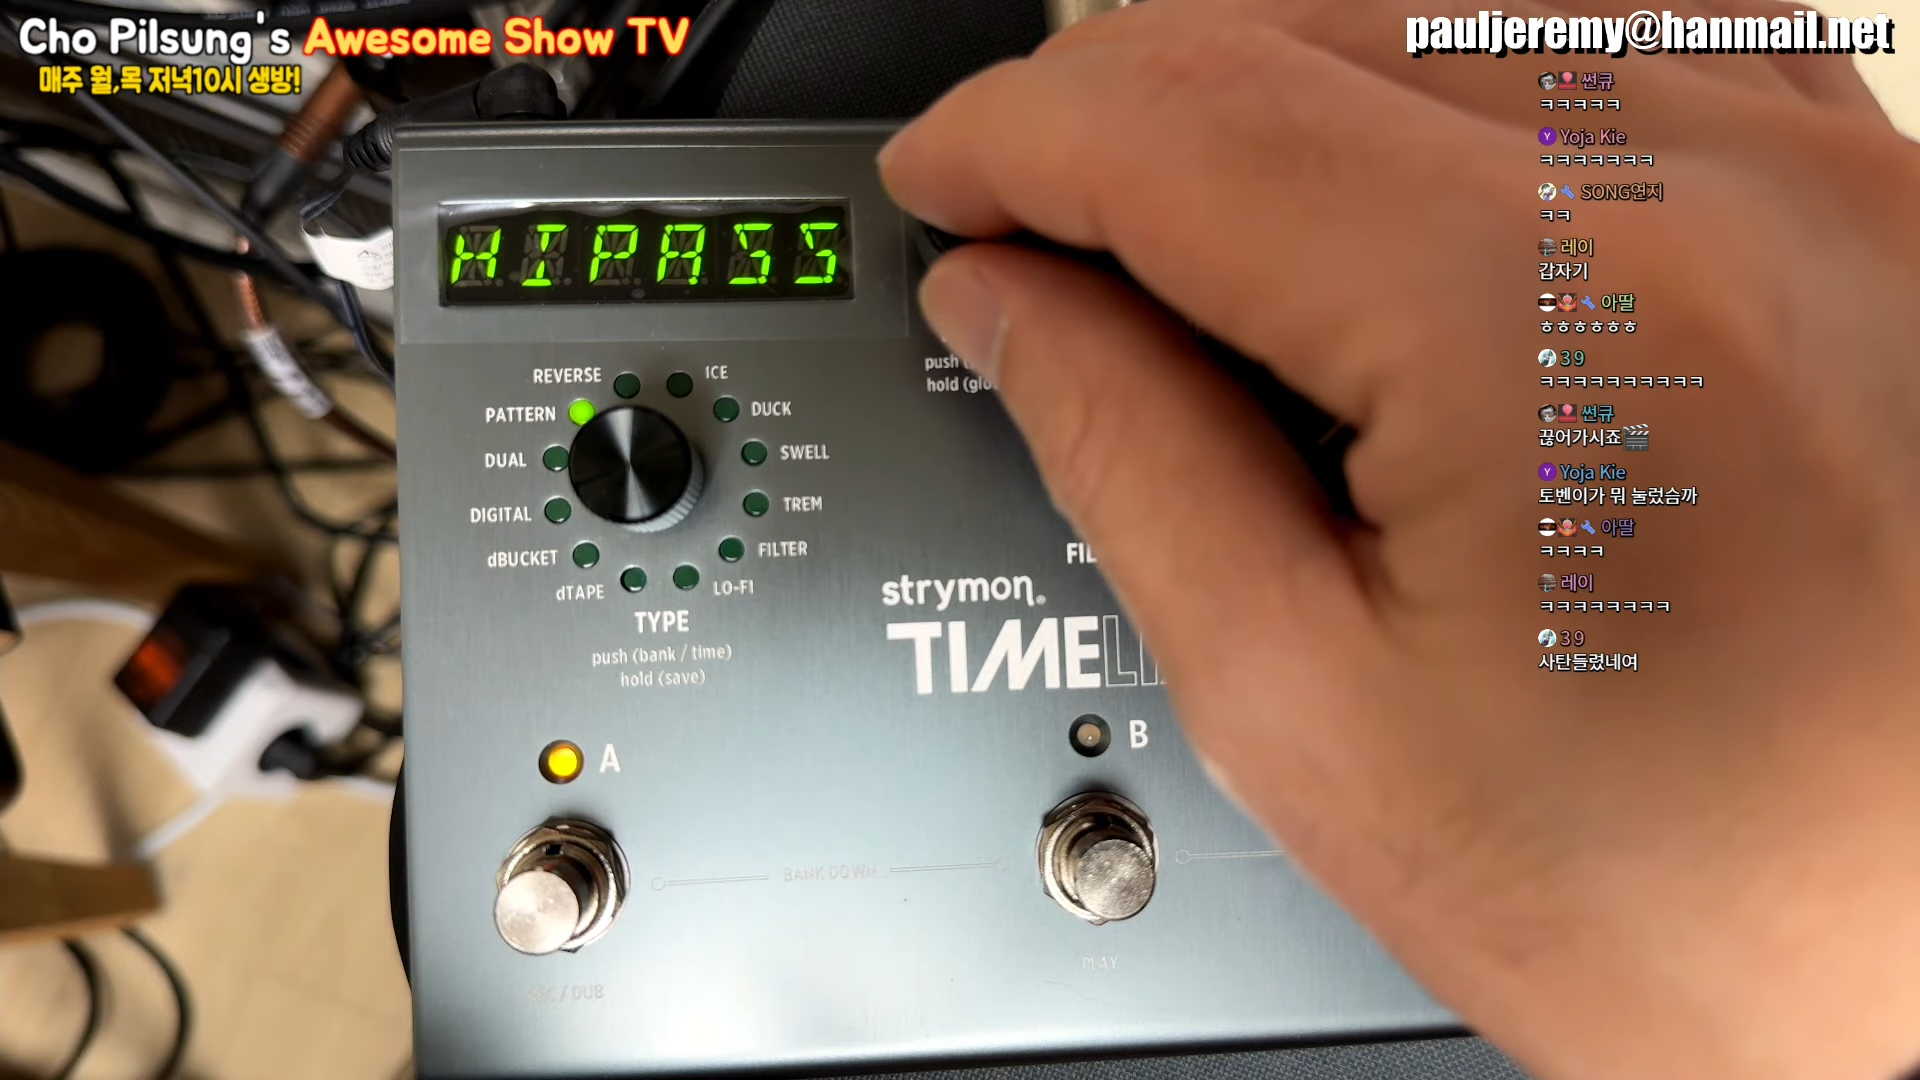 Cho Pilsung's Awesome Show TV
매주 월,목 저녁10시 생방!
pauljeremy@hanmail.net
썬큐
ㅋㅋㅋㅋㅋ
Yoja Kie
ㅋㅋㅋㅋㅋㅋㅋ
SONG연지
ㅋㅋ
레이
갑자기
아딸
ㅎㅎㅎㅎㅎㅎ
39
ㅋㅋㅋㅋㅋㅋㅋㅋㅋㅋ
썬큐
끊어가시죠
Yoja Kie
토벤이가 뭐 눌렀슴까
아딸
ㅋㅋㅋㅋ
레이
ㅋㅋㅋㅋㅋㅋㅋㅋ
39
사탄들렸네여
HIPASS
push
hold
REVERSE
ICE
PATTERN
DUCK
DUAL
SWELL
DIGITAL
TREM
dBUCKET
FILTER
dTAPE
LO-FI
TYPE
push (bank / time)
hold (save)
strymon
TIME
A
B
BANK DOWN
PLAY
/ DUB